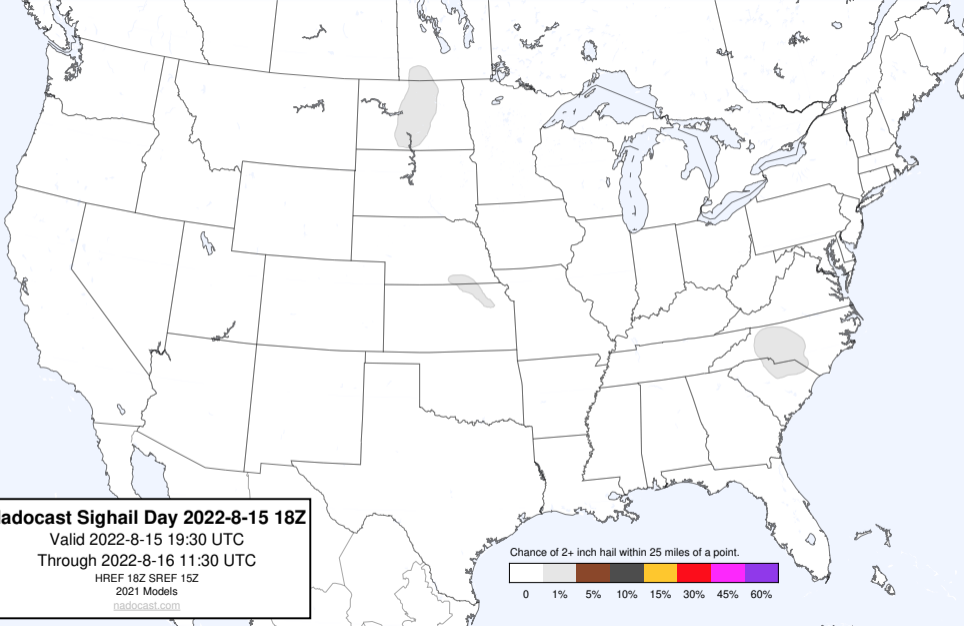 adocast Sighail Day 2022-8-15 18Z
Valid 2022-8-15 19:30 UTC
Through 2022-8-16 11:30 UTC
HREF 18Z SREF 15Z
2021 Models
nadocast.com
Chance of 2+ inch hail within 25 miles of a point.
0 1% 5% 10% 15% 30% 45% 60%